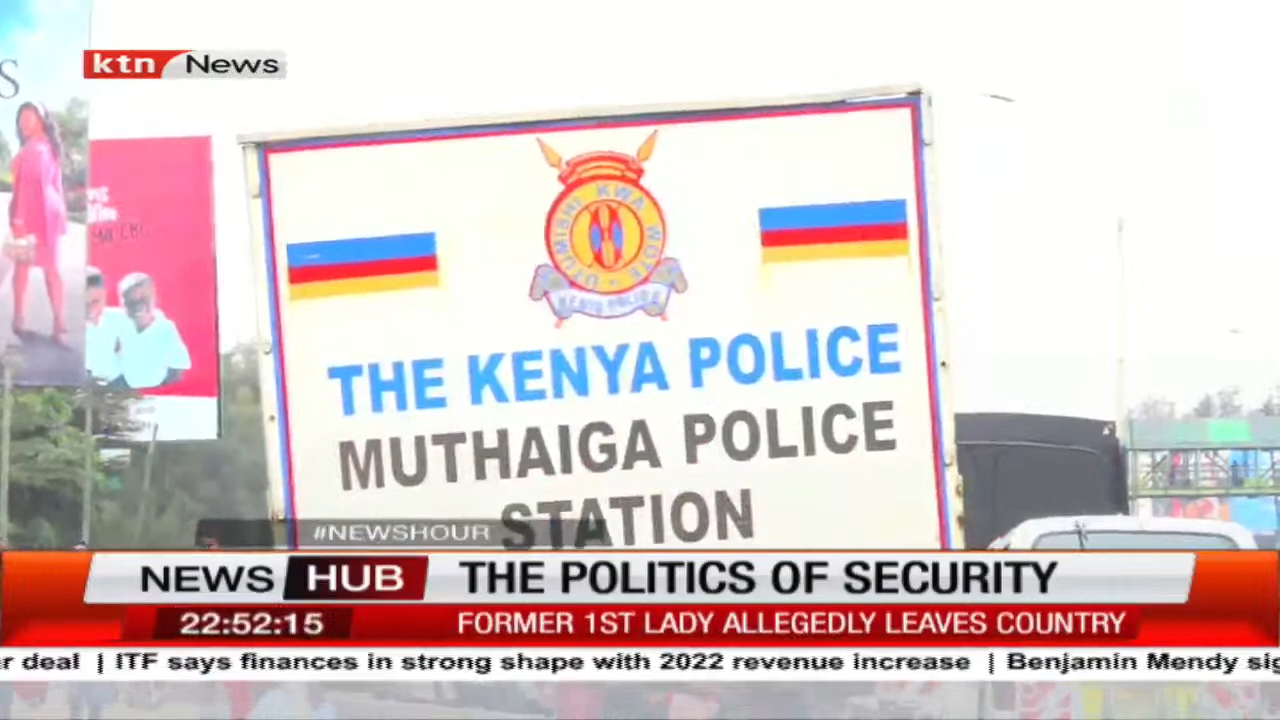 ktn News
UTUMISHI KWA WOTE
KENYA POLICE
THE KENYA POLICE
MUTHAIGA POLICE
STATION
#NEWSHOUR
NEWS HUB THE POLITICS OF SECURITY
22:52:15 FORMER 1ST LADY ALLEGEDLY LEAVES COUNTRY
r deal | ITF says finances in strong shape with 2022 revenue increase | Benjamin Mendy sig